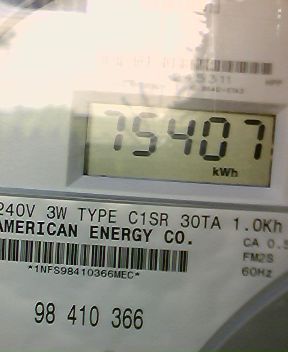 75407
kWh
240V 3W TYPE C1SR 30TA 1.0Kh
AMERICAN ENERGY CO.
CA 0.5
FM2S
60Hz
*1NFS98410366MEC*
98 410 366